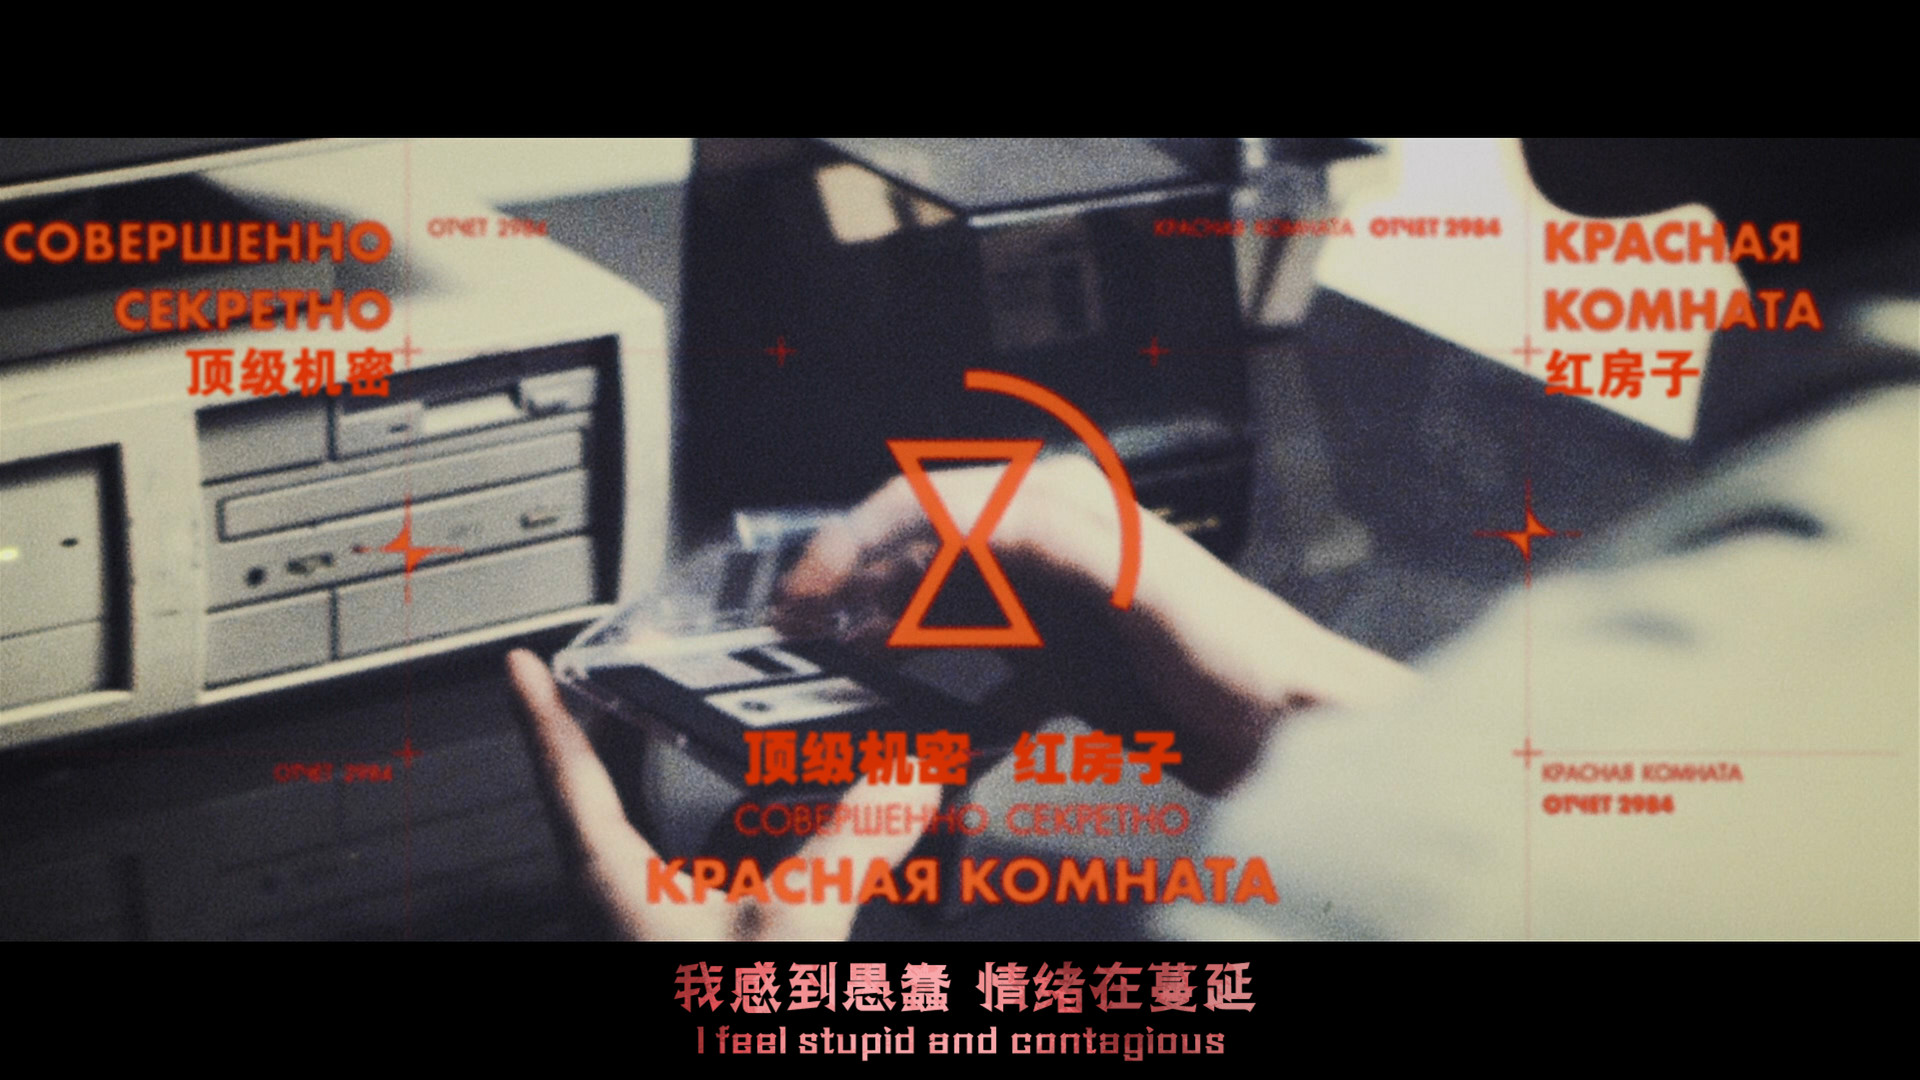 СОВЕРШЕННО
СЕКРЕТНО
顶级机密
ОТЧЕТ 2984
КРАСНАЯ КОМНАТА ОТЧЕТ 2984
КРАСНАЯ
КОМНАТА
红房子
ОТЧЕТ 2984
顶级机密 红房子
СОВЕРШЕННО СЕКРЕТНО
КРАСНАЯ КОМНАТА
КРАСНАЯ КОМНАТА
ОТЧЕТ 2984
我感到愚蠢 情绪在蔓延
I feel stupid and contagious